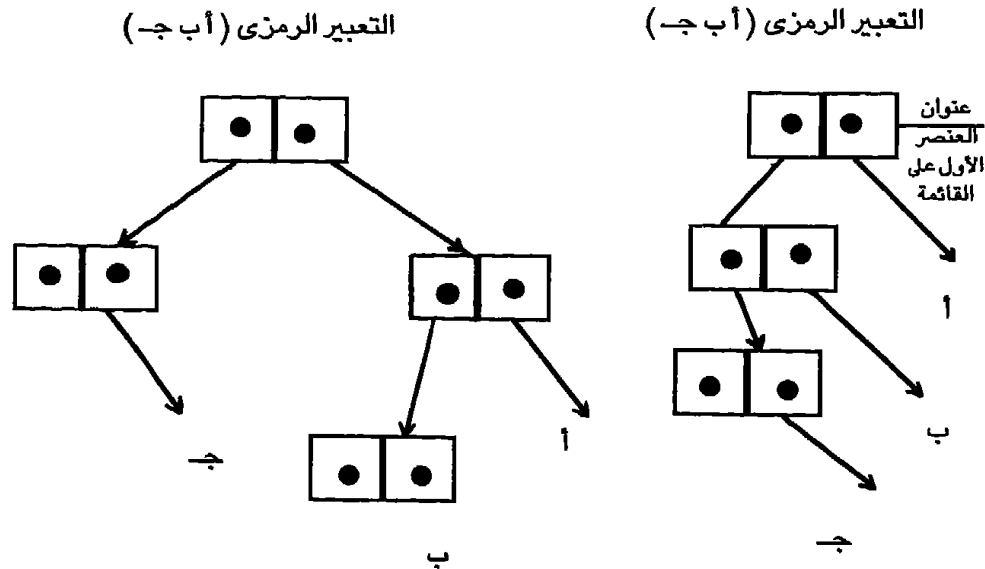 التعبير الرمزى (أ ب جـ)
عنوان
العنصر
الأول على
القائمة
أ
ب
جـ
التعبير الرمزى (أ ب جـ)
أ
جـ
ب